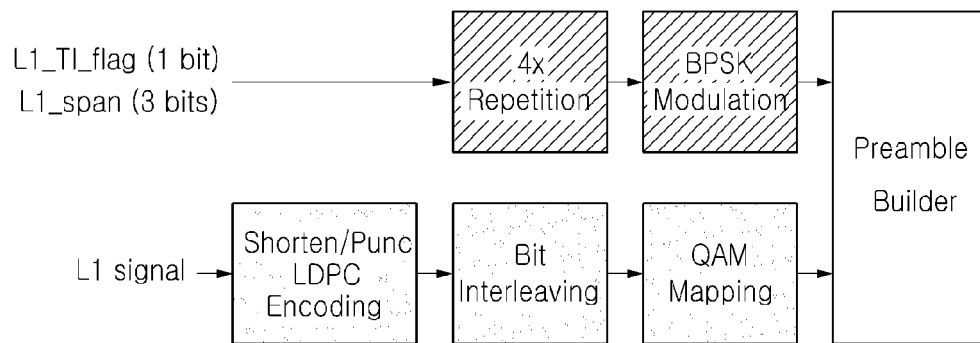 L1_TI_flag (1 bit)
L1_span (3 bits)
4x
Repetition
BPSK
Modulation
Preamble
Builder
L1 signal
Shorten/Punc
LDPC
Encoding
Bit
Interleaving
QAM
Mapping